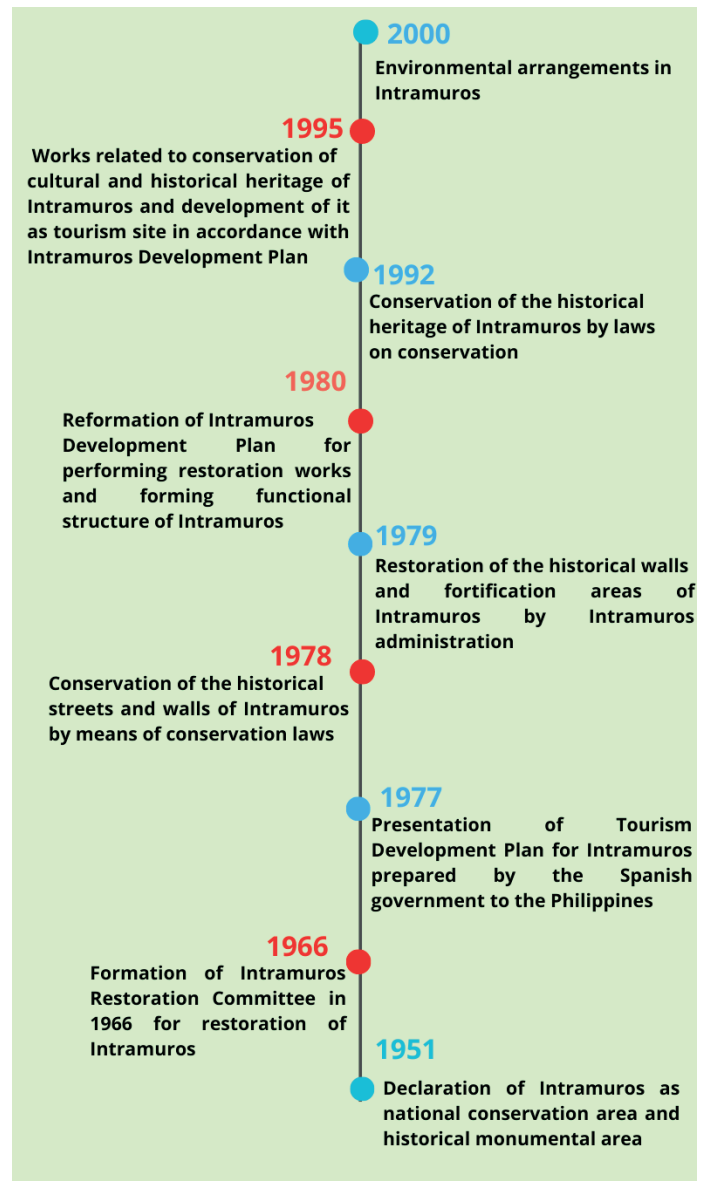 2000
Environmental arrangements in
Intramuros
1995
Works related to conservation of
cultural and historical heritage of
Intramuros and development of it
as tourism site in accordance with
Intramuros Development Plan
1992
Conservation of the historical
heritage of Intramuros by laws
on conservation
1980
Reformation of Intramuros
Development Plan for
performing restoration works
and forming functional
structure of Intramuros
1979
Restoration of the historical walls
and fortification areas of
Intramuros by Intramuros
administration
1978
Conservation of the historical
streets and walls of Intramuros
by means of conservation laws
1977
Presentation of Tourism
Development Plan for Intramuros
prepared by the Spanish
government to the Philippines
1966
Formation of Intramuros
Restoration Committee in
1966 for restoration of
Intramuros
1951
Declaration of Intramuros as
national conservation area and
historical monumental area